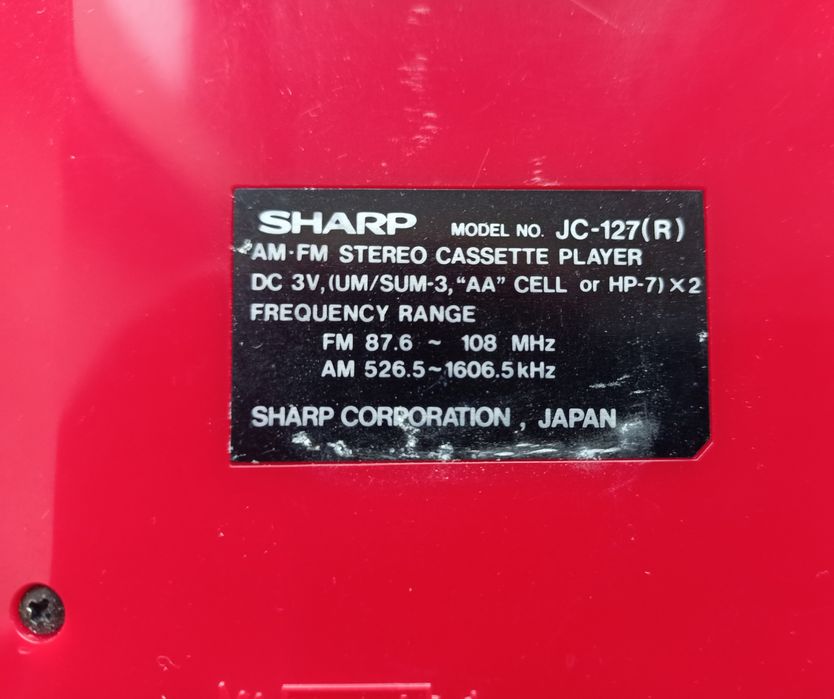 SHARP MODEL NO. JC-127(R)
AM·FM STEREO CASSETTE PLAYER
DC 3V,(UM/SUM-3,“AA” CELL or HP-7)×2
FREQUENCY RANGE
FM 87.6 ~ 108 MHz
AM 526.5~1606.5kHz
SHARP CORPORATION , JAPAN